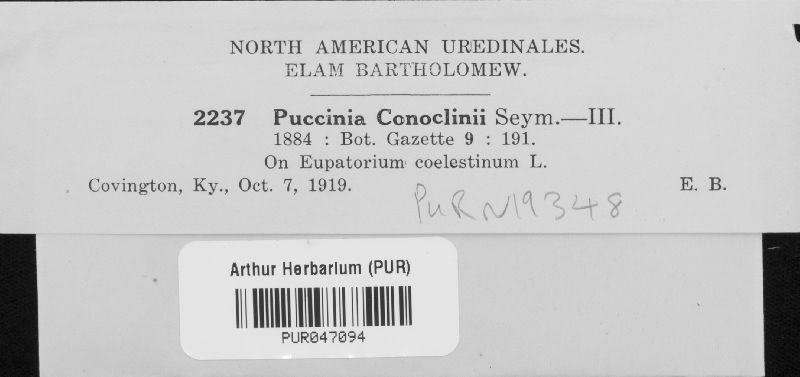 NORTH AMERICAN UREDINALES.
ELAM BARTHOLOMEW.
2237 Puccinia Conoclinii Seym.—III.
1884 : Bot. Gazette 9 : 191.
On Eupatorium coelestinum L.
Covington, Ky., Oct. 7, 1919. E. B.
PUR N19348
Arthur Herbarium (PUR)
PUR047094